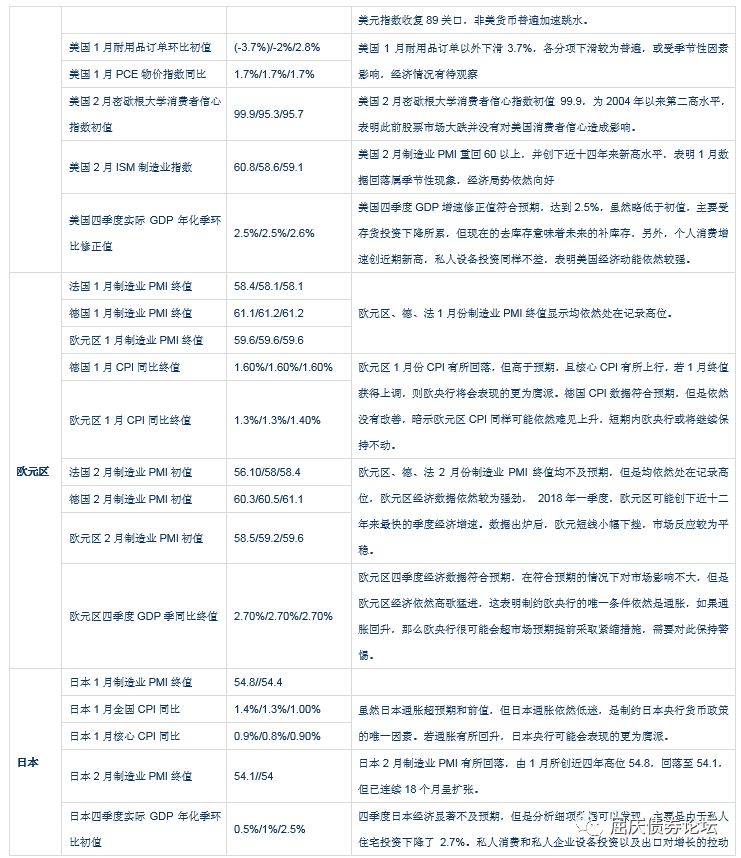 美元指数收复 89 关口，非美货币普遍加速跳水。
美国 1 月耐用品订单环比初值
(-3.7%)/-2%/2.8%
美国 1 月耐用品订单以外下滑 3.7%，各分项下滑较为普遍，或受季节性因素
影响，经济情况有待观察
美国 1 月 PCE 物价指数同比
1.7%/1.7%/1.7%
美国 2 月密歇根大学消费者信心
指数初值
99.9/95.3/95.7
美国 2 月密歇根大学消费者信心指数初值 99.9，为 2004 年以来第二高水平，
表明此前股票市场大跌并没有对美国消费者信心造成影响。
美国 2 月 ISM 制造业指数
60.8/58.6/59.1
美国 2 月制造业 PMI 重回 60 以上，并创下近十四年来新高水平，表明 1 月数
据回落属季节性现象，经济局势依然向好
美国四季度实际 GDP 年化季环
比修正值
2.5%/2.5%/2.6%
美国四季度 GDP 增速修正值符合预期，达到 2.5%，虽然略低于初值，主要受
存货投资下降所累，但现在的去库存意味着未来的补库存，另外，个人消费增
速创近期新高，私人设备投资同样不差，表明美国经济动能依然较强。
欧元区
法国 1 月制造业 PMI 终值
58.4/58.1/58.1
德国 1 月制造业 PMI 终值
61.1/61.2/61.2
欧元区 1 月制造业 PMI 终值
59.6/59.6/59.6
欧元区、德、法 1 月份制造业 PMI 终值显示均依然处在记录高位。
德国 1 月 CPI 同比终值
1.60%/1.60%/1.60%
欧元区 1 月 CPI 同比终值
1.3%/1.3%/1.40%
欧元区 1 月份 CPI 有所回落，但高于预期，且核心 CPI 有所上行，若 1 月终值
获得上调，则欧央行将会表现的更为鹰派。德国 CPI 数据符合预期，但是依然
没有改善，暗示欧元区 CPI 同样可能依然难见上升，短期内欧央行或将继续保
持不动。
法国 2 月制造业 PMI 初值
56.10/58/58.4
德国 2 月制造业 PMI 初值
60.3/60.5/61.1
欧元区 2 月制造业 PMI 初值
58.5/59.2/59.6
欧元区、德、法 2 月份制造业 PMI 终值均不及预期，但是均依然处在记录高
位，欧元区经济数据依然较为强劲， 2018 年一季度，欧元区可能创下近十二
年来最快的季度经济增速。数据出炉后，欧元短线小幅下挫，市场反应较为平
稳。
欧元区四季度 GDP 季同比终值
2.70%/2.70%/2.70%
欧元区四季度经济数据符合预期，在符合预期的情况下对市场影响不大，但是
欧元区经济依然高歌猛进，这表明制约欧央行的唯一条件依然是通胀，如果通
胀回升，那么欧央行很可能会超市场预期提前采取紧缩措施，需要对此保持警
惕。
日本
日本 1 月制造业 PMI 终值
54.8//54.4
日本 1 月全国 CPI 同比
1.4%/1.3%/1.00%
日本 1 月核心 CPI 同比
0.9%/0.8%/0.90%
虽然日本通胀超预期和前值，但日本通胀依然低迷，是制约日本央行货币政策
的唯一因素。若通胀有所回升，日本央行可能会表现的更为鹰派。
日本 2 月制造业 PMI 终值
54.1//54
日本 2 月制造业 PMI 有所回落，由 1 月所创近四年高位 54.8，回落至 54.1，
但已连续 18 个月呈扩张。
日本四季度实际 GDP 年化季环
比初值
0.5%/1%/2.5%
四季度日本经济显著不及预期，但是分析细项 可以发现，主要是由于私人
住宅投资下降了 2.7%。私人消费和私人企业设备投资以及出口对增长的拉动
屈庆债券论坛